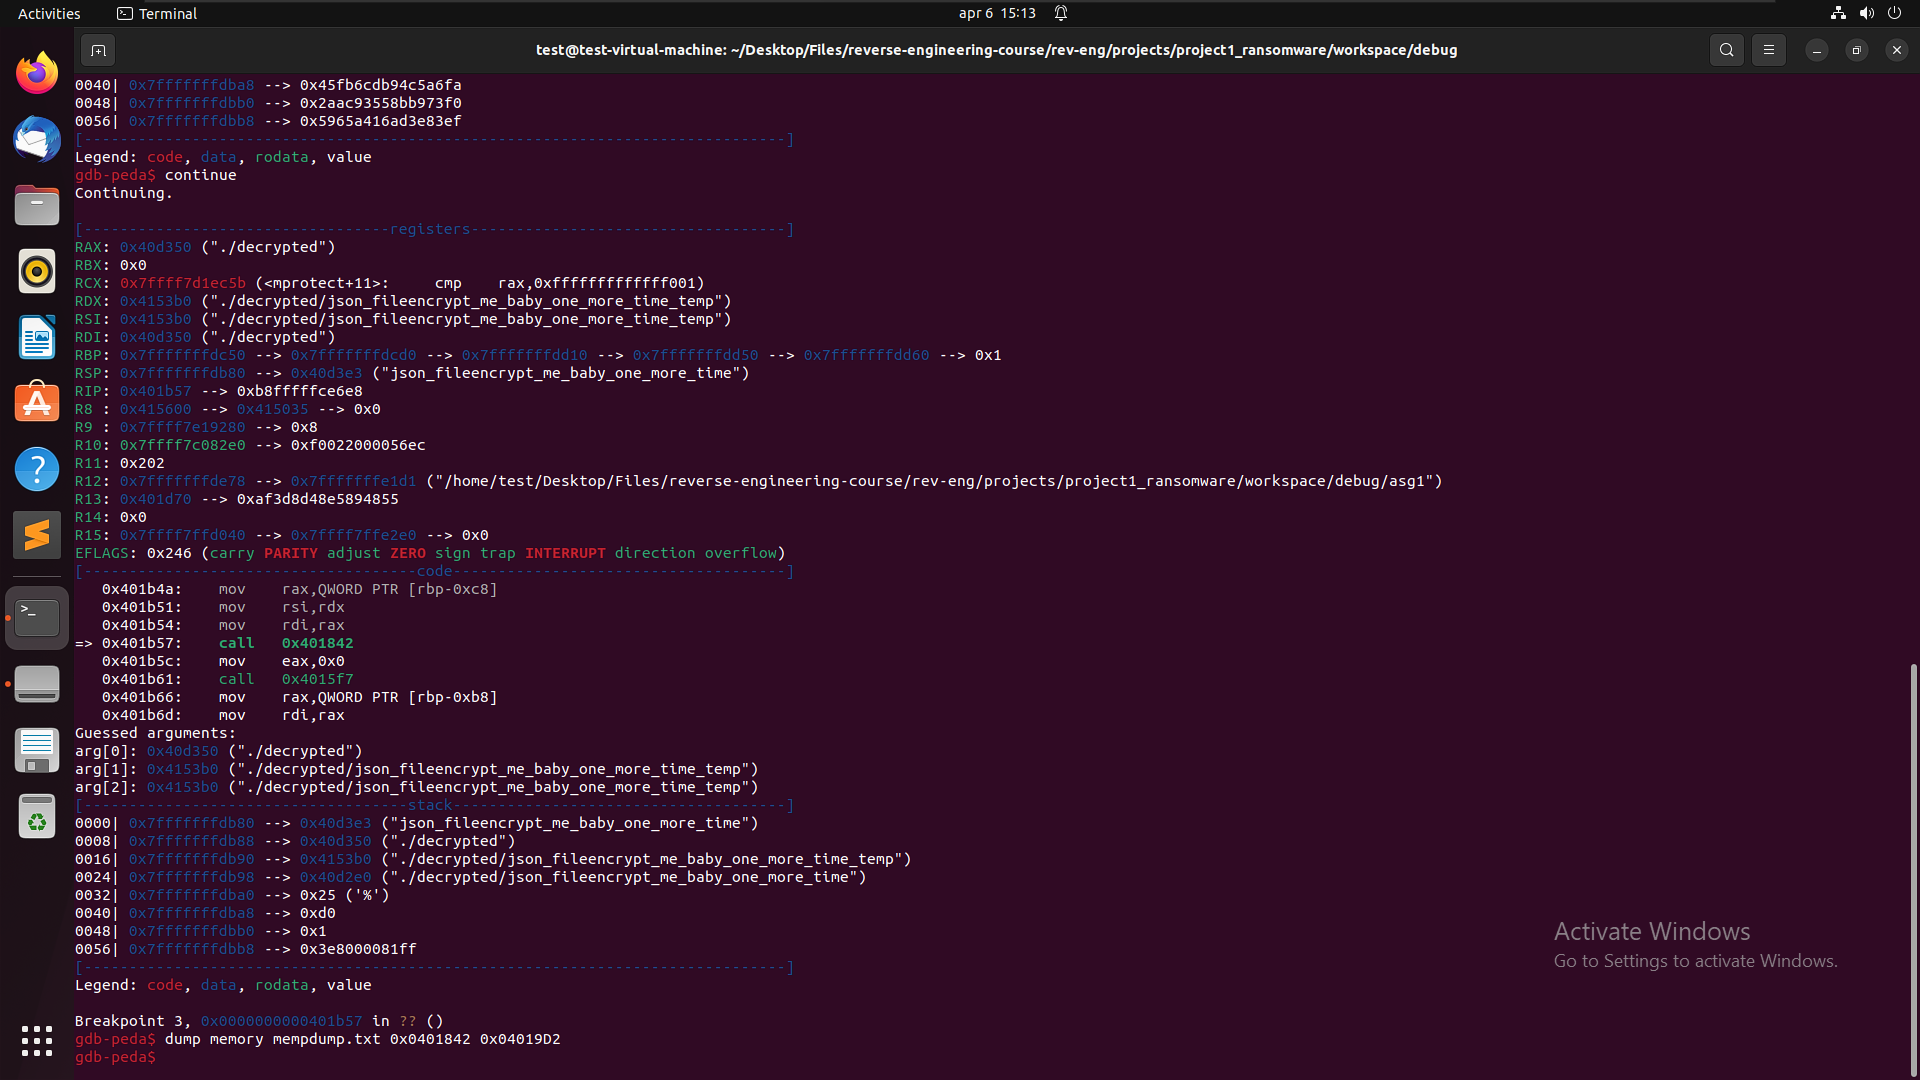 Activities
Terminal
apr 6 15:13
test@test-virtual-machine: ~/Desktop/Files/reverse-engineering-course/rev-eng/projects/project1_ransomware/workspace/debug
0040| 0x7fffffffdba8 --> 0x45fb6cdb94c5a6fa
0048| 0x7fffffffdbb0 --> 0x2aac93558bb973f0
0056| 0x7fffffffdbb8 --> 0x5965a416ad3e83ef
[------------------------------------------------------------------------------]
Legend: code, data, rodata, value
gdb-peda$ continue
Continuing.
[----------------------------------registers-----------------------------------]
RAX: 0x40d350 ("./decrypted")
RBX: 0x0
RCX: 0x7ffff7d1ec5b (<mprotect+11>:     cmp    rax,0xfffffffffffff001)
RDX: 0x4153b0 ("./decrypted/json_fileencrypt_me_baby_one_more_time_temp")
RSI: 0x4153b0 ("./decrypted/json_fileencrypt_me_baby_one_more_time_temp")
RDI: 0x40d350 ("./decrypted")
RBP: 0x7fffffffdc50 --> 0x7fffffffdcd0 --> 0x7fffffffdd10 --> 0x7fffffffdd50 --> 0x7fffffffdd60 --> 0x1
RSP: 0x7fffffffdb80 --> 0x40d3e3 ("json_fileencrypt_me_baby_one_more_time")
RIP: 0x401b57 --> 0xb8fffffce6e8
R8 : 0x415600 --> 0x415035 --> 0x0
R9 : 0x7ffff7e19280 --> 0x8
R10: 0x7ffff7c082e0 --> 0xf0022000056ec
R11: 0x202
R12: 0x7fffffffde78 --> 0x7fffffffe1d1 ("/home/test/Desktop/Files/reverse-engineering-course/rev-eng/projects/project1_ransomware/workspace/debug/asg1")
R13: 0x401d70 --> 0xaf3d8d48e5894855
R14: 0x0
R15: 0x7ffff7ffd040 --> 0x7ffff7ffe2e0 --> 0x0
EFLAGS: 0x246 (carry PARITY adjust ZERO sign trap INTERRUPT direction overflow)
[-------------------------------------code-------------------------------------]
   0x401b4a:    mov    rax,QWORD PTR [rbp-0xc8]
   0x401b51:    mov    rsi,rdx
   0x401b54:    mov    rdi,rax
=> 0x401b57:    call   0x401842
   0x401b5c:    mov    eax,0x0
   0x401b61:    call   0x4015f7
   0x401b66:    mov    rax,QWORD PTR [rbp-0xb8]
   0x401b6d:    mov    rdi,rax
Guessed arguments:
arg[0]: 0x40d350 ("./decrypted")
arg[1]: 0x4153b0 ("./decrypted/json_fileencrypt_me_baby_one_more_time_temp")
arg[2]: 0x4153b0 ("./decrypted/json_fileencrypt_me_baby_one_more_time_temp")
[------------------------------------stack-------------------------------------]
0000| 0x7fffffffdb80 --> 0x40d3e3 ("json_fileencrypt_me_baby_one_more_time")
0008| 0x7fffffffdb88 --> 0x40d350 ("./decrypted")
0016| 0x7fffffffdb90 --> 0x4153b0 ("./decrypted/json_fileencrypt_me_baby_one_more_time_temp")
0024| 0x7fffffffdb98 --> 0x40d2e0 ("./decrypted/json_fileencrypt_me_baby_one_more_time")
0032| 0x7fffffffdba0 --> 0x25 ('%')
0040| 0x7fffffffdba8 --> 0xd0
0048| 0x7fffffffdbb0 --> 0x1
0056| 0x7fffffffdbb8 --> 0x3e8000081ff
[------------------------------------------------------------------------------]
Legend: code, data, rodata, value
Breakpoint 3, 0x0000000000401b57 in ?? ()
gdb-peda$ dump memory mempdump.txt 0x0401842 0x04019D2
gdb-peda$
Activate Windows
Go to Settings to activate Windows.